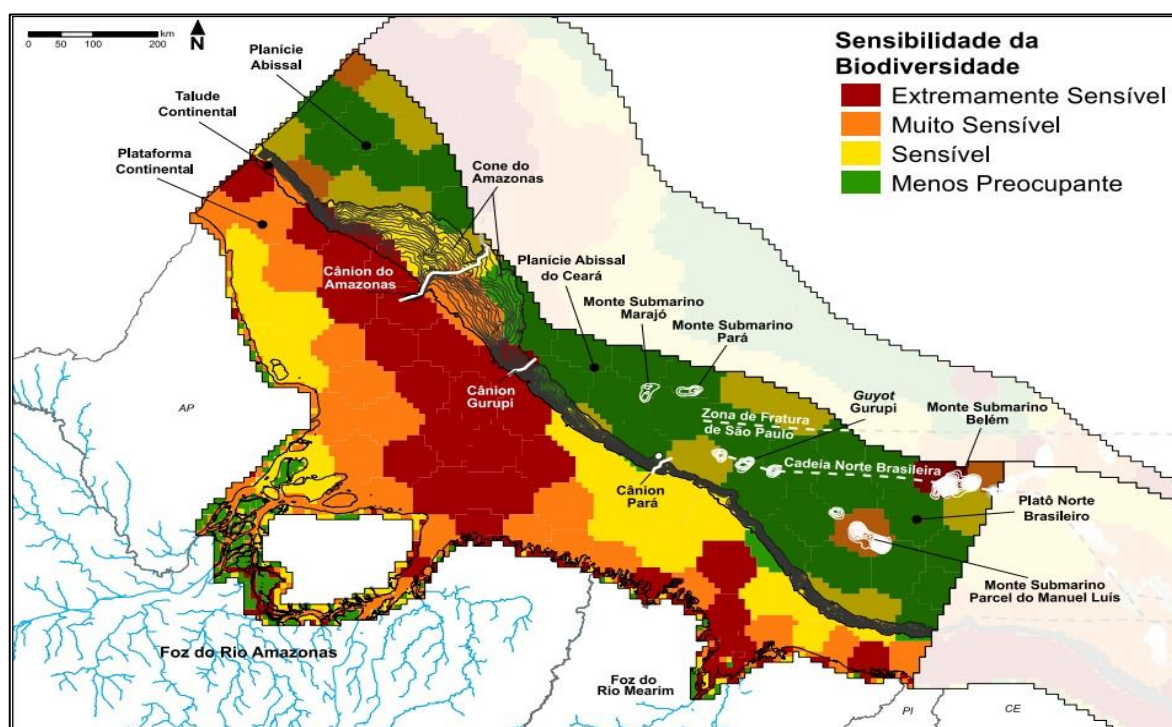 0 50 100 200
km
N
Sensibilidade da
Biodiversidade
Extremamente Sensível
Muito Sensível
Sensível
Menos Preocupante
Planície
Abissal
Talude
Continental
Plataforma
Continental
Cone do
Amazonas
Cânion do
Amazonas
Planície Abissal
do Ceará
Monte Submarino
Marajó
Monte Submarino
Pará
Cânion
Gurupi
Guyot
Gurupi
Monte Submarino
Belém
Zona de Fratura
de São Paulo
Cadeia Norte Brasileira
AP
Cânion
Pará
Platô Norte
Brasileiro
Monte Submarino
Parcel do Manuel Luís
Foz do Rio Amazonas
Foz do
Rio Mearim
PI
CE